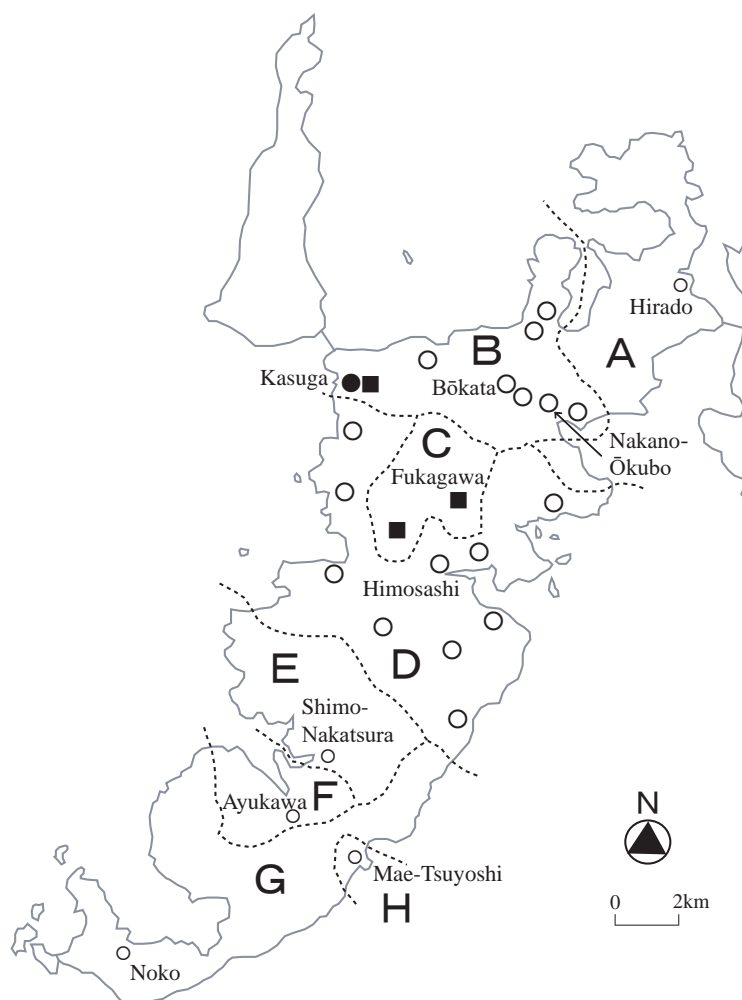 Hirado
B
A
Kasuga
Bōkata
C
Nakano-
Ōkubo
Fukagawa
Himosashi
D
E
Shimo-
Nakatsura
F
Ayukawa
N
G
Mae-Tsuyoshi
H
0 2km
Noko